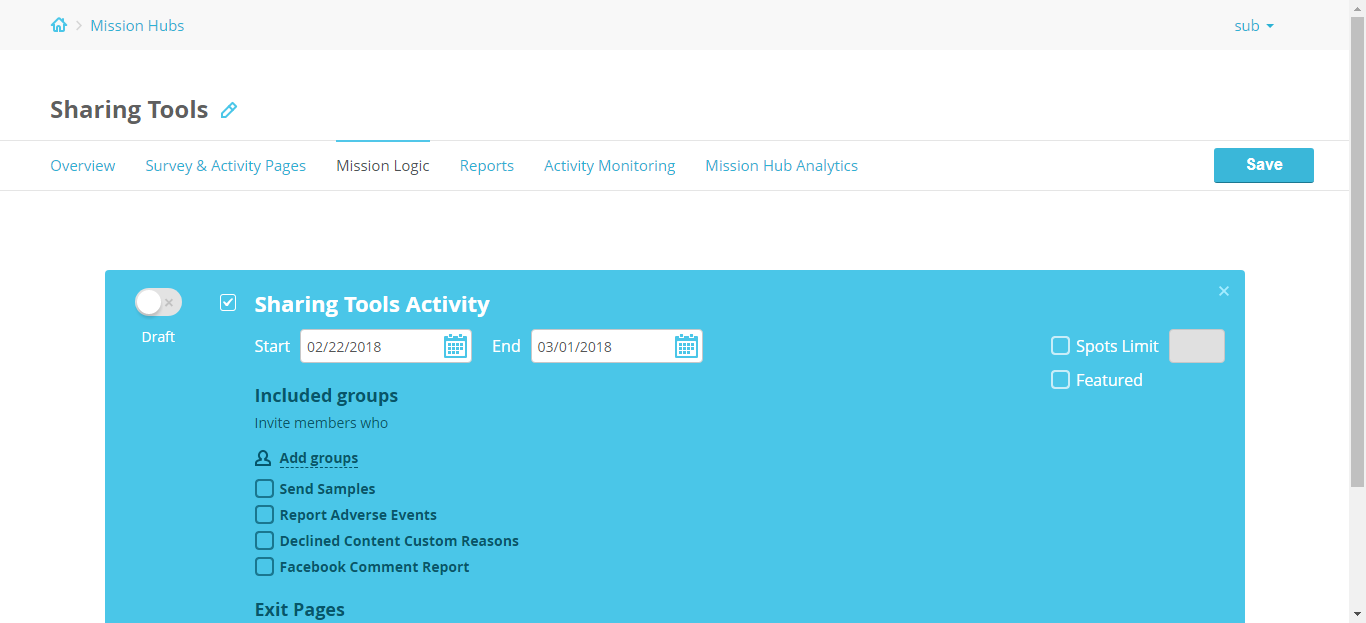 Mission Hubs
sub
Sharing Tools
Overview Survey & Activity Pages Mission Logic Reports Activity Monitoring Mission Hub Analytics Save
Sharing Tools Activity
Draft
Start 02/22/2018 End 03/01/2018 Spots Limit
Featured
Included groups
Invite members who
Add groups
Send Samples
Report Adverse Events
Declined Content Custom Reasons
Facebook Comment Report
Exit Pages